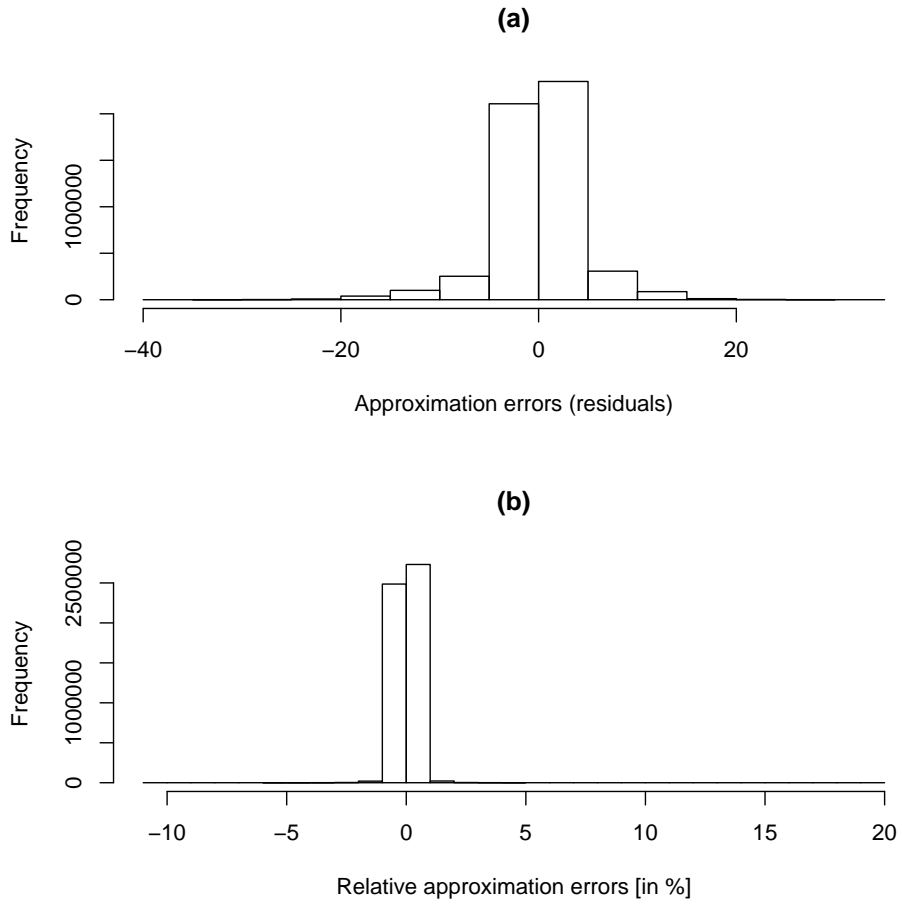 (a)
Frequency
0
1000000
−40
−20
0
20
Approximation errors (residuals)
(b)
Frequency
0
1000000
2500000
−10
−5
0
5
10
15
20
Relative approximation errors [in %]